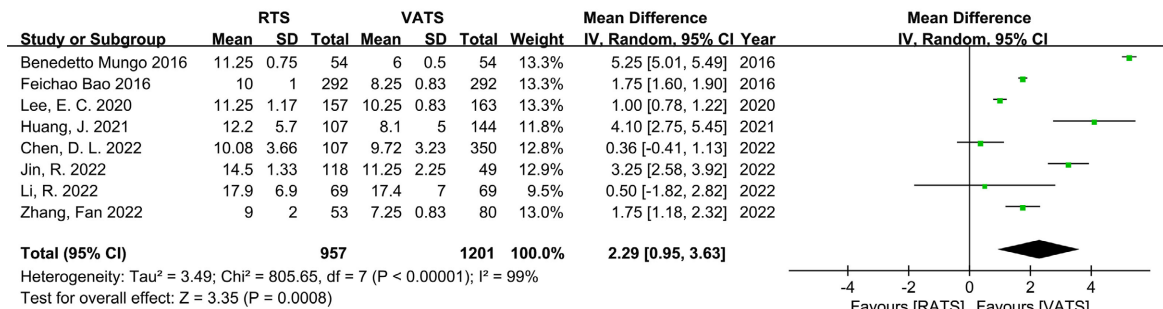 RTS VATS Mean Difference Mean Difference
Study or Subgroup Mean SD Total Mean SD Total Weight IV, Random, 95% CI Year IV, Random, 95% CI
Benedetto Mungo 2016 11.25 0.75 54 6 0.5 54 13.3% 5.25 [5.01, 5.49] 2016
Feichao Bao 2016 10 1 292 8.25 0.83 292 13.3% 1.75 [1.60, 1.90] 2016
Lee, E. C. 2020 11.25 1.17 157 10.25 0.83 163 13.3% 1.00 [0.78, 1.22] 2020
Huang, J. 2021 12.2 5.7 107 8.1 5 144 11.8% 4.10 [2.75, 5.45] 2021
Chen, D. L. 2022 10.08 3.66 107 9.72 3.23 350 12.8% 0.36 [-0.41, 1.13] 2022
Jin, R. 2022 14.5 1.33 118 11.25 2.25 49 12.9% 3.25 [2.58, 3.92] 2022
Li, R. 2022 17.9 6.9 69 17.4 7 69 9.5% 0.50 [-1.82, 2.82] 2022
Zhang, Fan 2022 9 2 53 7.25 0.83 80 13.0% 1.75 [1.18, 2.32] 2022
Total (95% CI) 957 1201 100.0% 2.29 [0.95, 3.63]
Heterogeneity: Tau² = 3.49; Chi² = 805.65, df = 7 (P < 0.00001); I² = 99%
Test for overall effect: Z = 3.35 (P = 0.0008)
-4 -2 0 2 4
Favours [RATS] Favours [VATS]